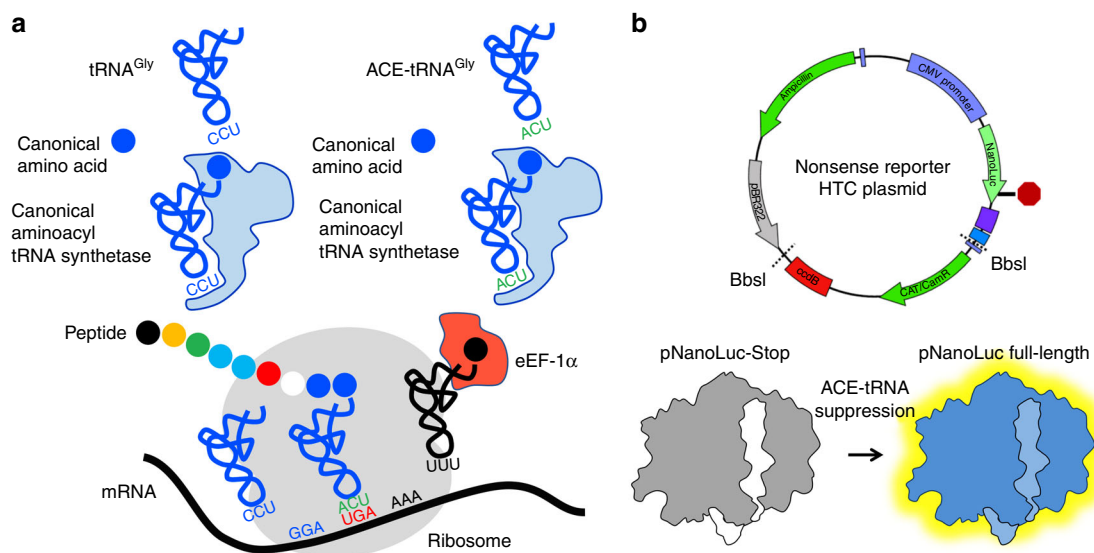 a
tRNA^Gly
ACE-tRNA^Gly
CCU
ACU
Canonical
amino acid
Canonical
amino acid
Canonical
aminoacyl
tRNA synthetase
Canonical
aminoacyl
tRNA synthetase
CCU
ACU
Peptide
eEF-1α
UUU
mRNA
CCU
ACU
GGA
UGA
AAA
Ribosome
b
Ampicillin
CMV promoter
NanoLuc
Nonsense reporter
HTC plasmid
pBR322
BbsI
BbsI
ccdB
CAT/CamR
pNanoLuc-Stop
pNanoLuc full-length
ACE-tRNA
suppression